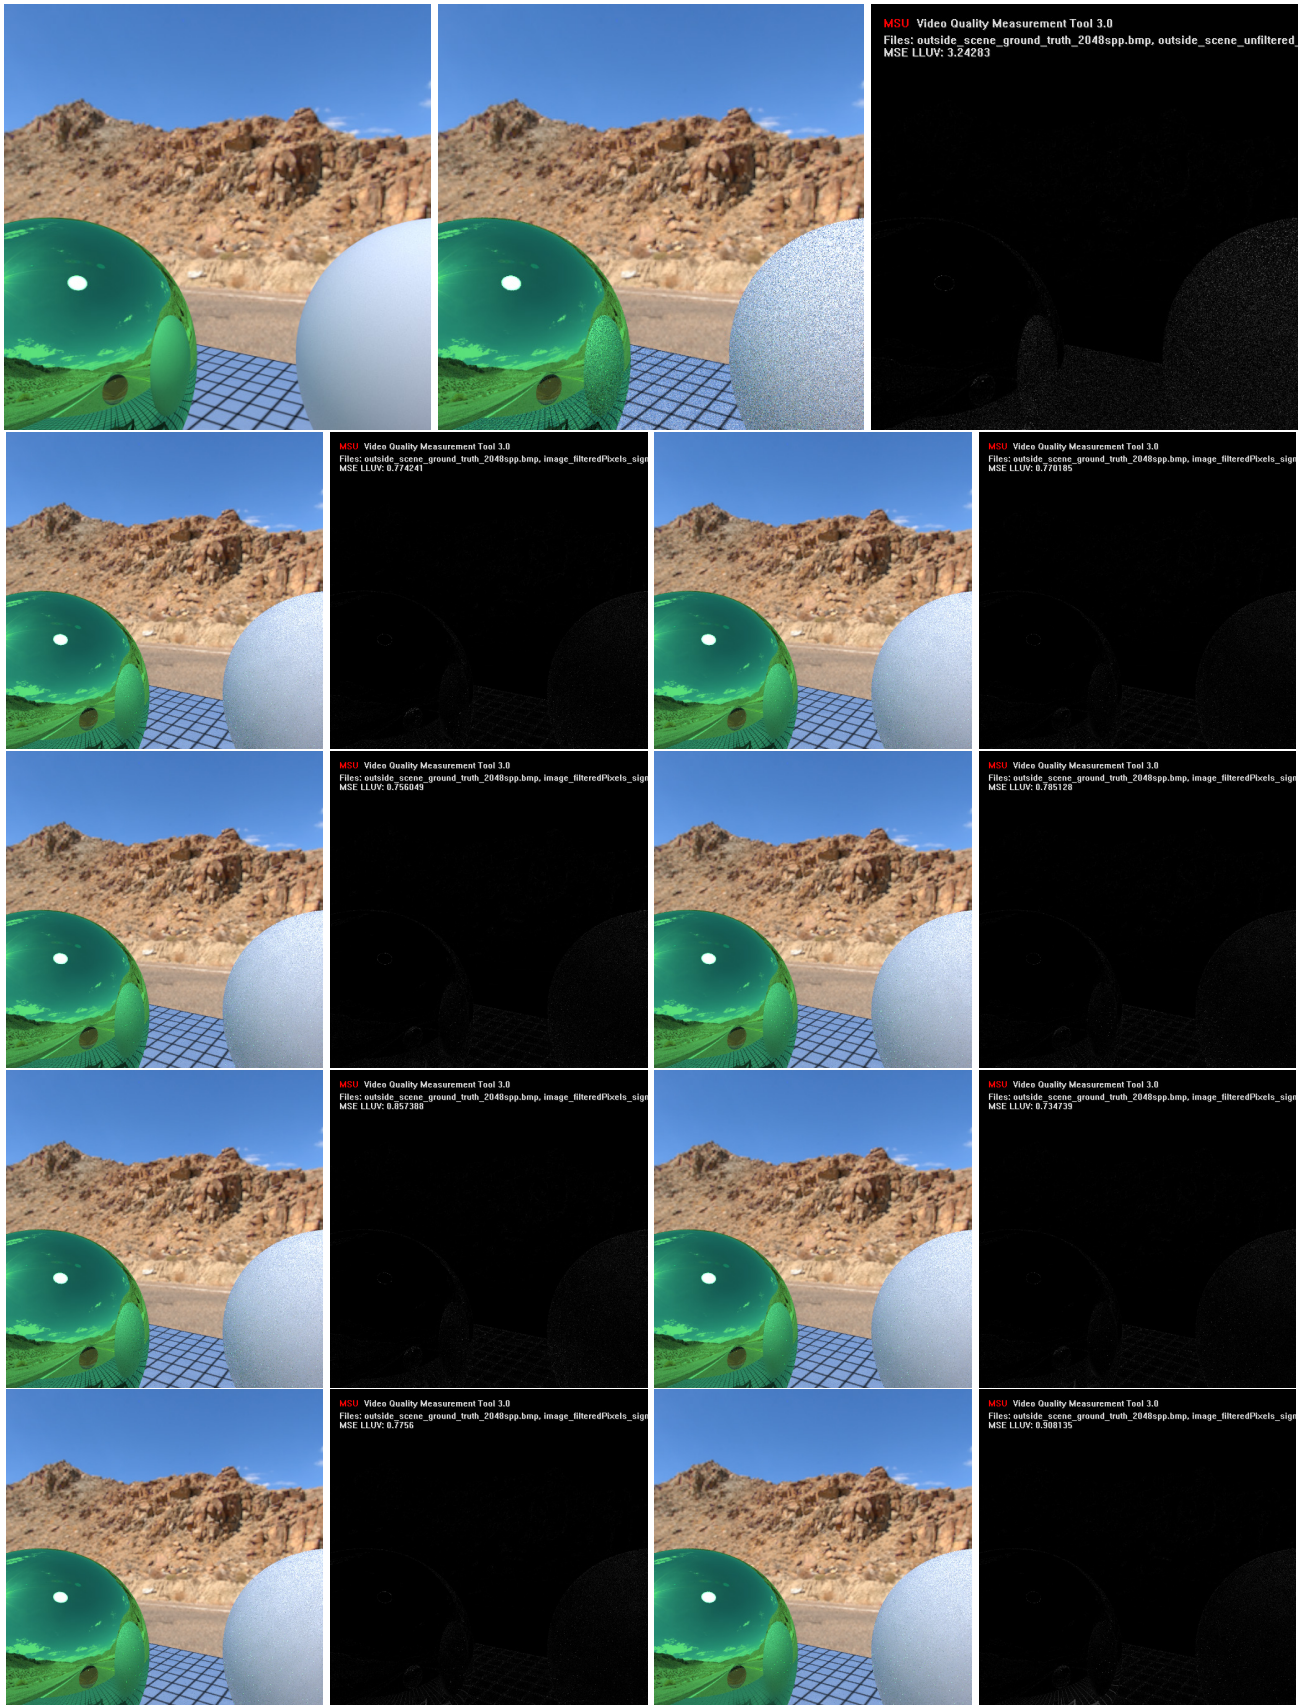 MSU Video Quality Measurement Tool 3.0
Files: outside_scene_ground_truth_2048spp.bmp, outside_scene_unfiltered_
MSE LLUV: 3.24283
MSU Video Quality Measurement Tool 3.0
Files: outside_scene_ground_truth_2048spp.bmp, image_filteredPixels_sign
MSE LLUV: 0.774241
MSU Video Quality Measurement Tool 3.0
Files: outside_scene_ground_truth_2048spp.bmp, image_filteredPixels_sign
MSE LLUV: 0.770185
MSU Video Quality Measurement Tool 3.0
Files: outside_scene_ground_truth_2048spp.bmp, image_filteredPixels_sign
MSE LLUV: 0.756049
MSU Video Quality Measurement Tool 3.0
Files: outside_scene_ground_truth_2048spp.bmp, image_filteredPixels_sign
MSE LLUV: 0.785128
MSU Video Quality Measurement Tool 3.0
Files: outside_scene_ground_truth_2048spp.bmp, image_filteredPixels_sign
MSE LLUV: 0.857388
MSU Video Quality Measurement Tool 3.0
Files: outside_scene_ground_truth_2048spp.bmp, image_filteredPixels_sign
MSE LLUV: 0.734739
MSU Video Quality Measurement Tool 3.0
Files: outside_scene_ground_truth_2048spp.bmp, image_filteredPixels_sign
MSE LLUV: 0.7756
MSU Video Quality Measurement Tool 3.0
Files: outside_scene_ground_truth_2048spp.bmp, image_filteredPixels_sign
MSE LLUV: 0.908135